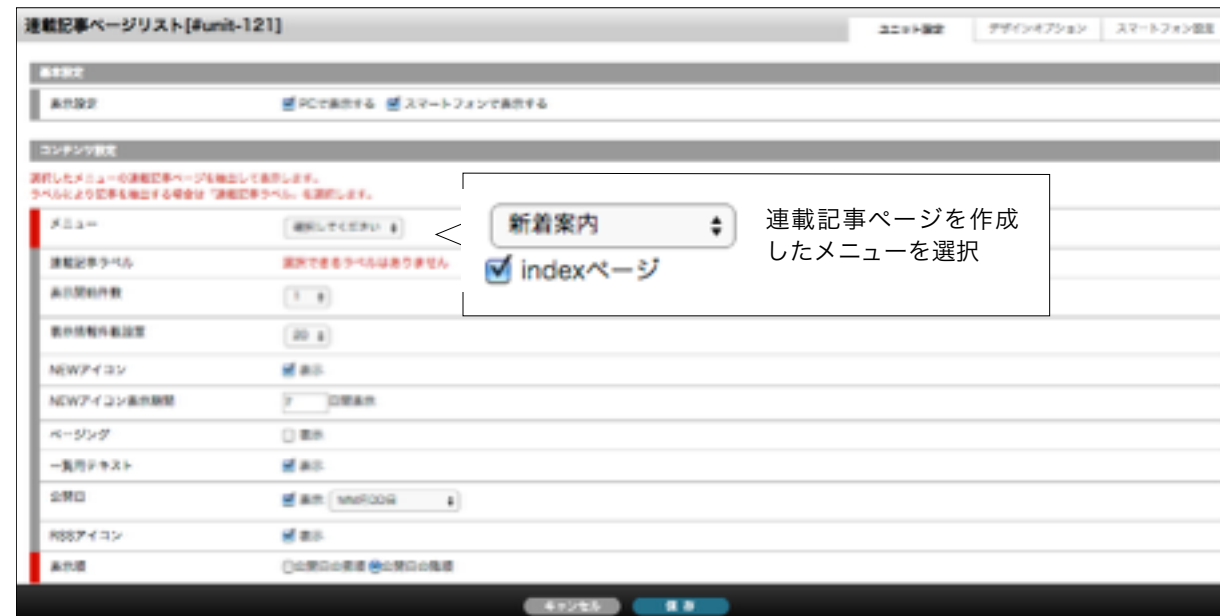 連載記事ページリスト[#unit-121]
ユニット設定
デザインオプション
スマートフォン設定
基本設定
表示設定
PCで表示する スマートフォンで表示する
コンテンツ設定
選択したメニューの連載記事ページを抽出して表示します。
ラベルにより記事を抽出する場合は「連載記事ラベル」を選択します。
メニュー
選択してください
新着案内
indexページ
連載記事ページを作成
したメニューを選択
連載記事ラベル
選択できるラベルはありません
表示開始件数
1
表示情報件数設定
20
NEWアイコン
表示
NEWアイコン表示期間
7 日間表示
ページング
表示
一覧用テキスト
表示
公開日
表示
RSSアイコン
表示
表示順
公開日の昇順 公開日の降順
キャンセル
保存